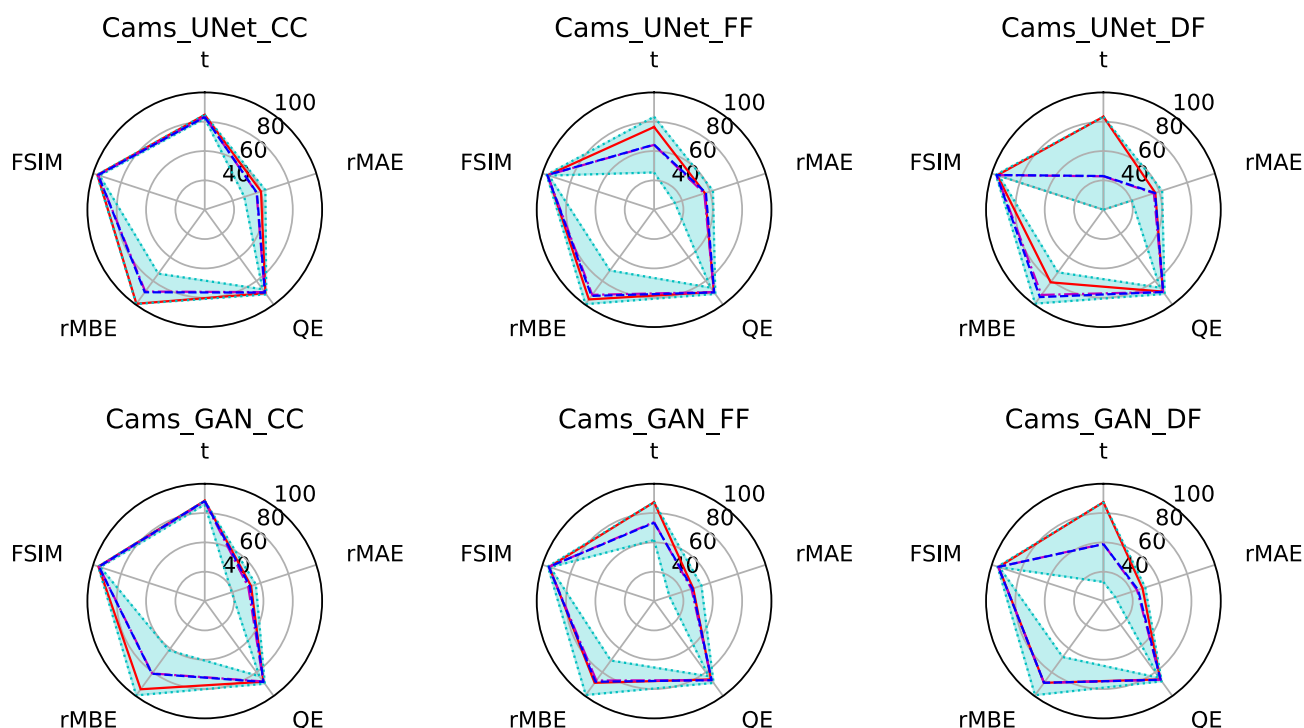 Cams_UNet_CC
t
100
80
60
40
FSIM
rMAE
rMBE
QE
Cams_UNet_FF
t
100
80
60
40
FSIM
rMAE
rMBE
QE
Cams_UNet_DF
t
100
80
60
40
FSIM
rMAE
rMBE
QE
Cams_GAN_CC
t
100
80
60
40
FSIM
rMAE
rMBE
QE
Cams_GAN_FF
t
100
80
60
40
FSIM
rMAE
rMBE
QE
Cams_GAN_DF
t
100
80
60
40
FSIM
rMAE
rMBE
QE